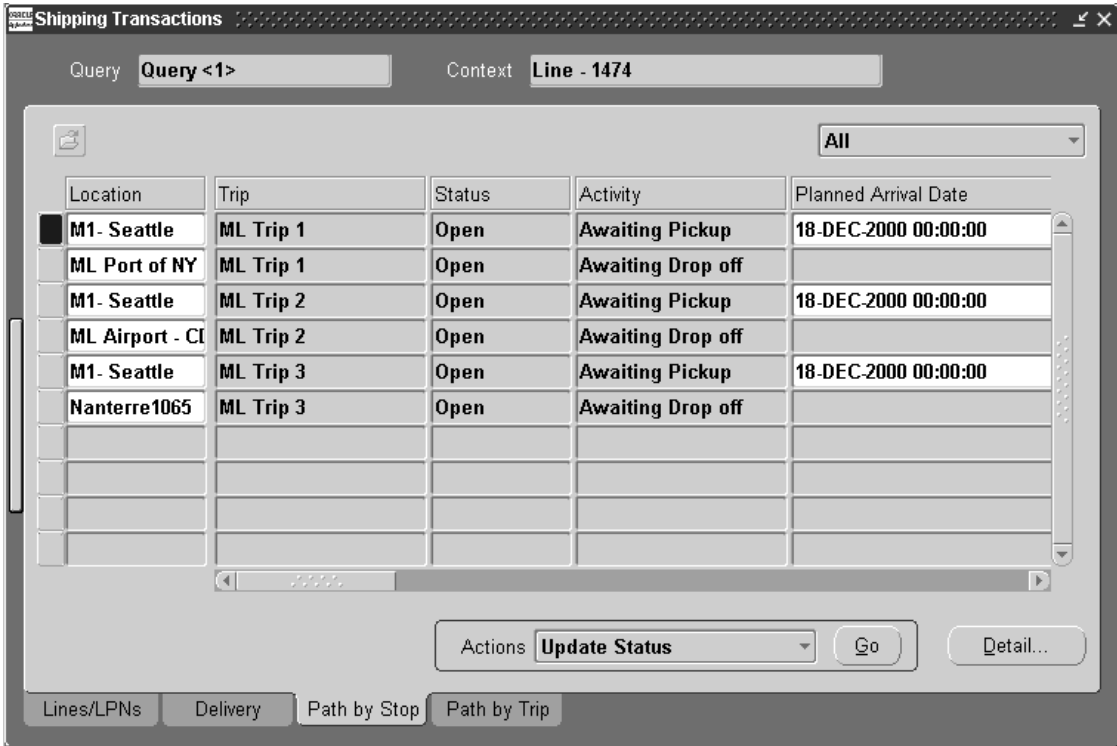 Shipping Transactions
Query Query <1> Context Line - 1474
All
Location Trip Status Activity Planned Arrival Date
M1- Seattle ML Trip 1 Open Awaiting Pickup 18-DEC-2000 00:00:00
ML Port of NY ML Trip 1 Open Awaiting Drop off
M1- Seattle ML Trip 2 Open Awaiting Pickup 18-DEC-2000 00:00:00
ML Airport - CD ML Trip 2 Open Awaiting Drop off
M1- Seattle ML Trip 3 Open Awaiting Pickup 18-DEC-2000 00:00:00
Nanterre1065 ML Trip 3 Open Awaiting Drop off
Actions Update Status Go Detail...
Lines/LPNs Delivery Path by Stop Path by Trip